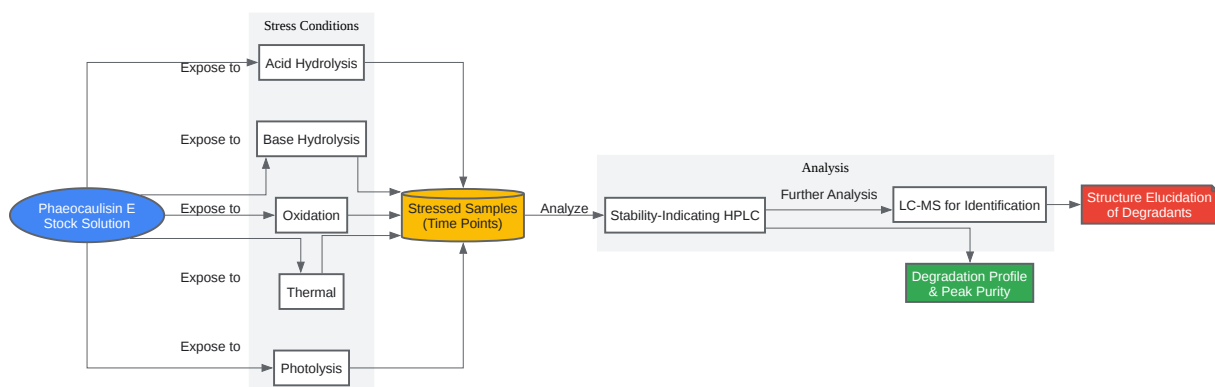 Stress Conditions
Expose to
Acid Hydrolysis
Expose to
Base Hydrolysis
Phaeocaulisin E
Stock Solution
Expose to
Oxidation
Stressed Samples
(Time Points)
Analyze
Analysis
Stability-Indicating HPLC
Further Analysis
LC-MS for Identification
Structure Elucidation
of Degradants
Expose to
Thermal
Degradation Profile
& Peak Purity
Expose to
Photolysis